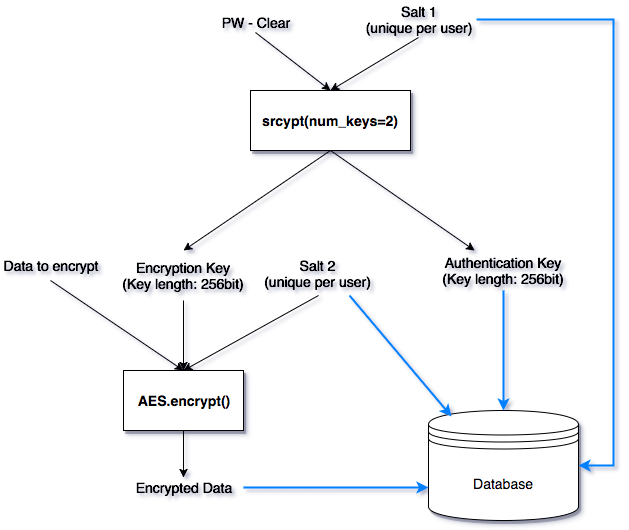 PW - Clear
Salt 1
(unique per user)
srcypt(num_keys=2)
Data to encrypt
Encryption Key
(Key length: 256bit)
Salt 2
(unique per user)
Authentication Key
(Key length: 256bit)
AES.encrypt()
Encrypted Data
Database